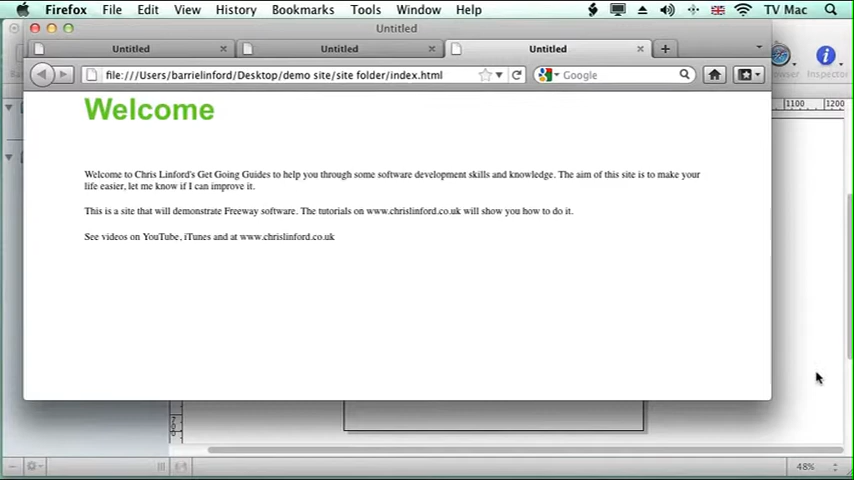 Firefox File Edit View History Bookmarks Tools Window Help TV Mac
Untitled
Untitled Untitled Untitled
file:///Users/barrielinford/Desktop/demo site/site folder/index.html Google
Inspector
1100 1200
Welcome
Welcome to Chris Linford's Get Going Guides to help you through some software development skills and knowledge. The aim of this site is to make your
life easier, let me know if I can improve it.
This is a site that will demonstrate Freeway software. The tutorials on www.chrislinford.co.uk will show you how to do it.
See videos on YouTube, iTunes and at www.chrislinford.co.uk
48%